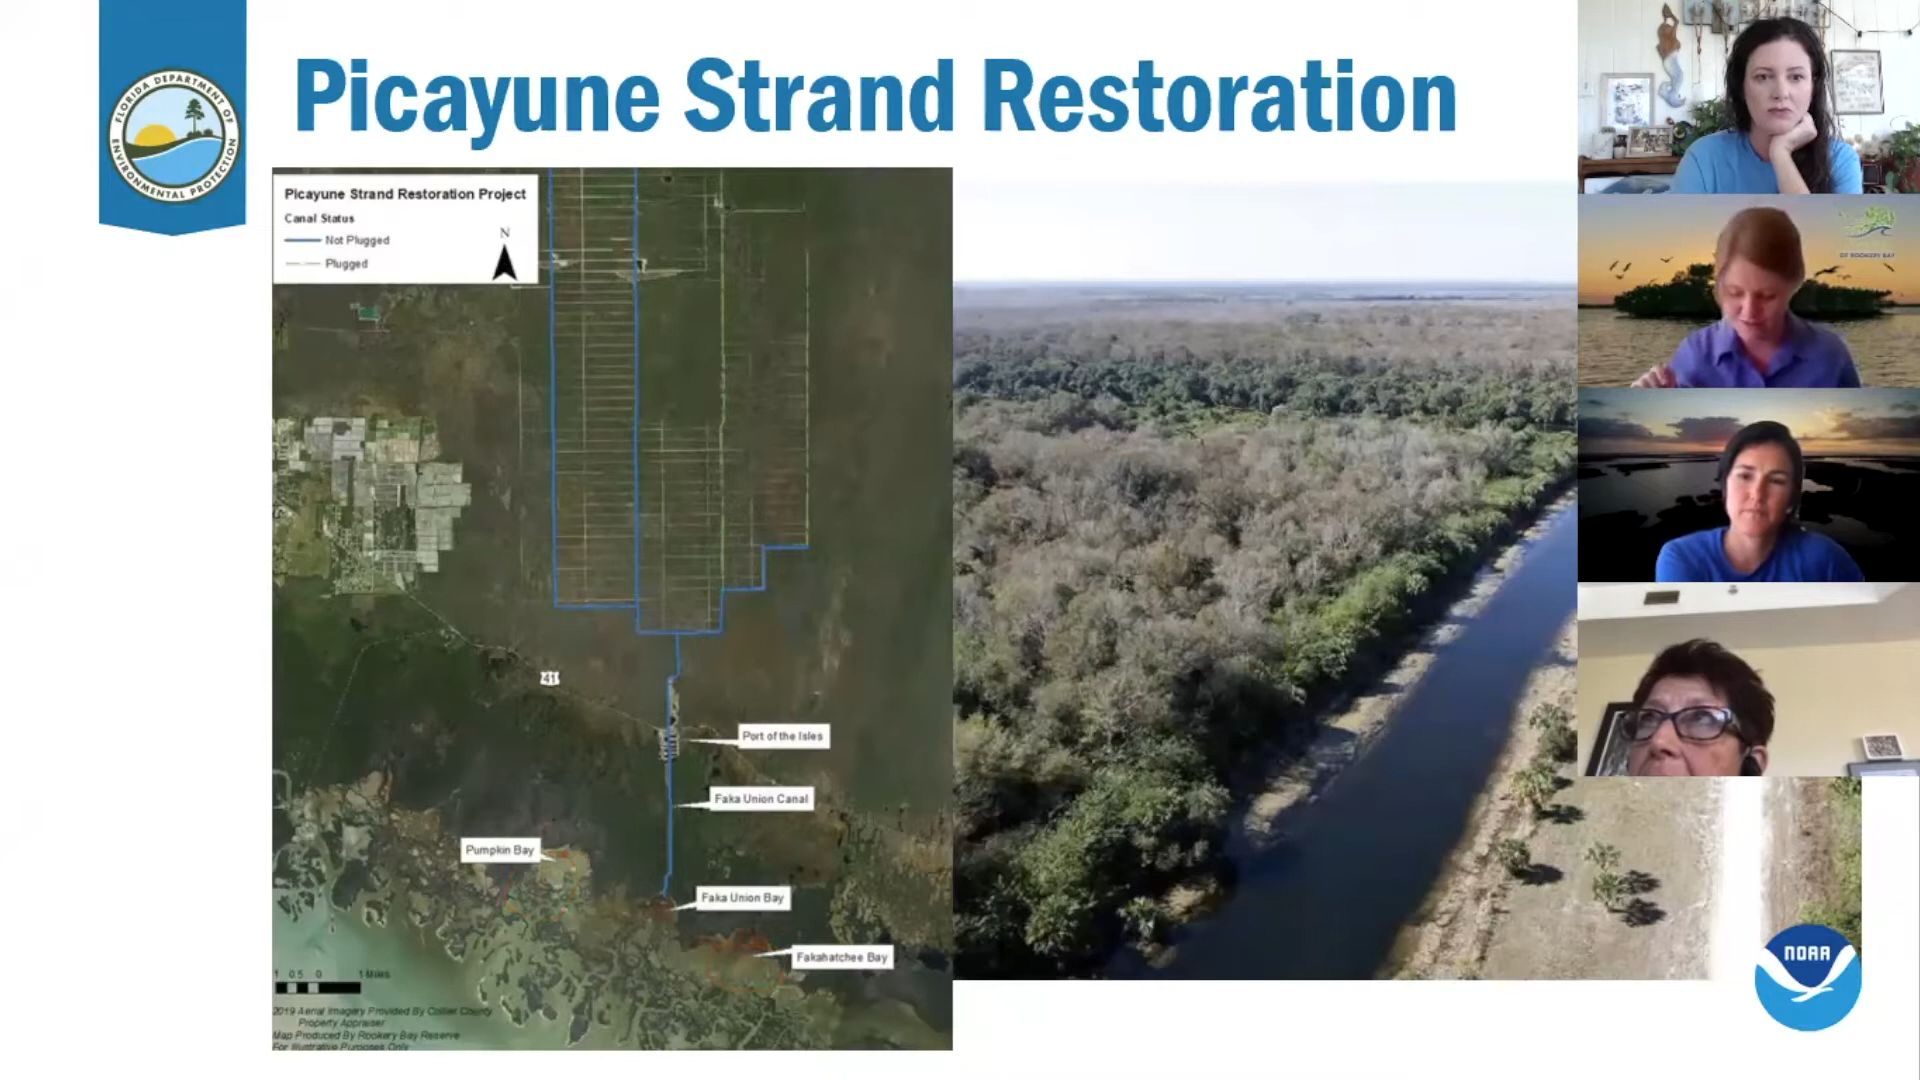 FLORIDA DEPARTMENT OF
ENVIRONMENTAL PROTECTION
Picayune Strand Restoration
Picayune Strand Restoration Project
Canal Status
Not Plugged
Plugged
N
41
Port of the Isles
Faka Union Canal
Pumpkin Bay
Faka Union Bay
Fakahatchee Bay
1 0.5 0 1 Miles
2019 Aerial Imagery Provided By Collier County
Property Appraiser
Map Produced By Rookery Bay Reserve
For Illustrative Purposes Only
OF ROOKERY BAY
NOAA